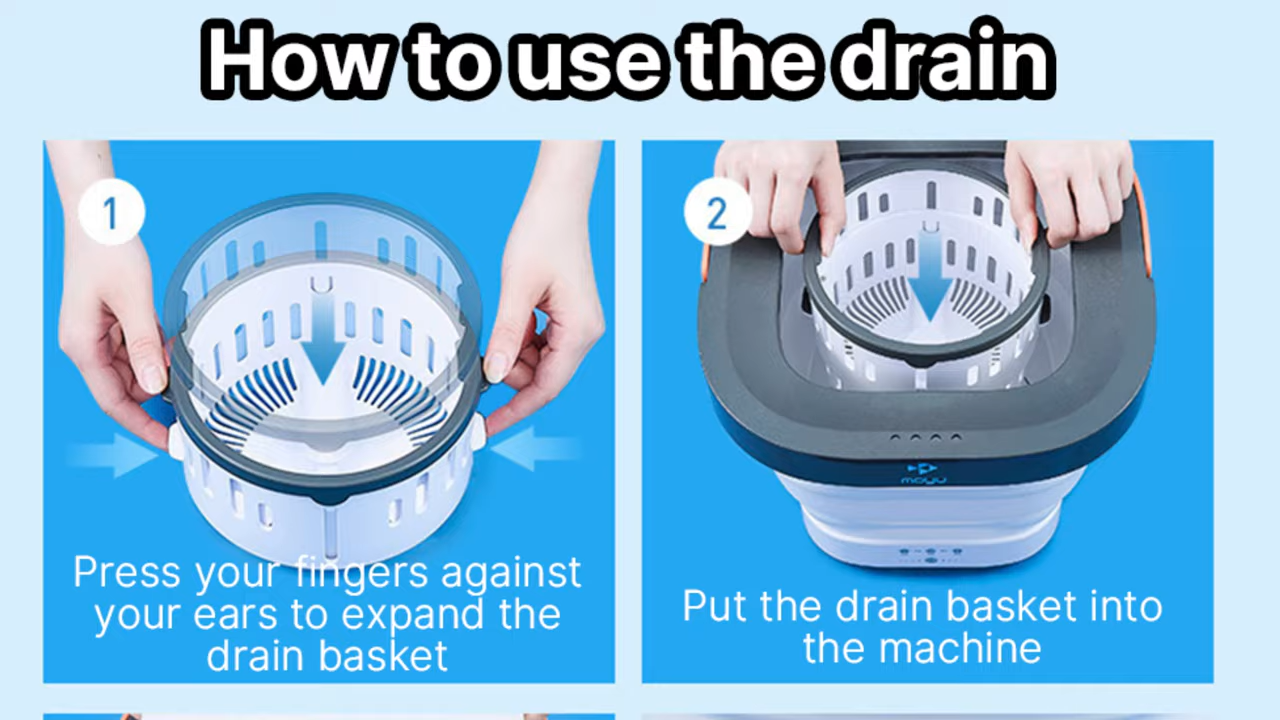 How to use the drain
1
2
moyu
Press your fingers against
your ears to expand the
drain basket
Put the drain basket into
the machine